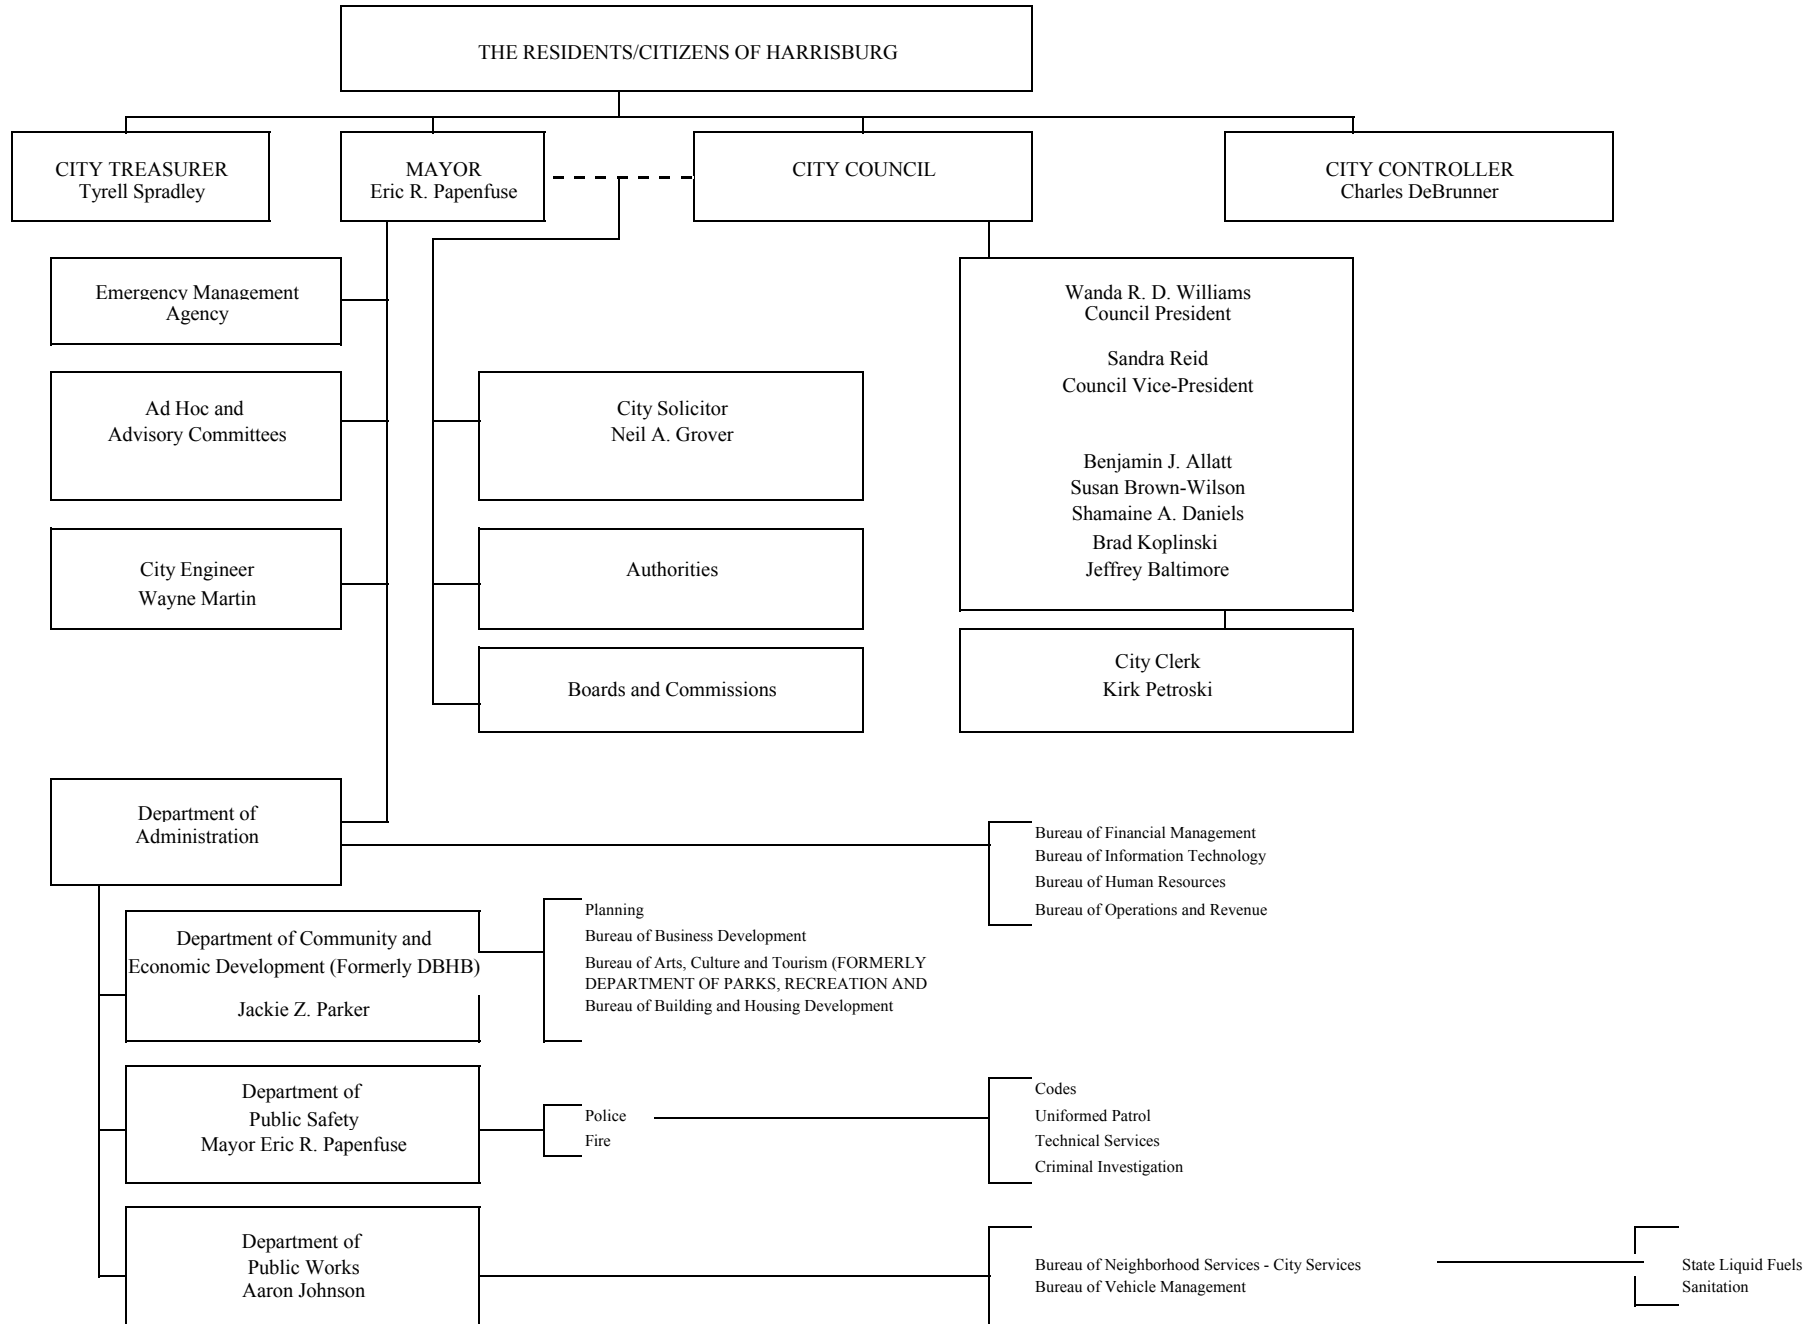 THE RESIDENTS/CITIZENS OF HARRISBURG
CITY TREASURER
Tyrell Spradley
MAYOR
Eric R. Papenfuse
CITY COUNCIL
CITY CONTROLLER
Charles DeBrunner
Emergency Management
Agency
Ad Hoc and
Advisory Committees
City Engineer
Wayne Martin
City Solicitor
Neil A. Grover
Authorities
Boards and Commissions
Wanda R. D. Williams
Council President
Sandra Reid
Council Vice-President
Benjamin J. Allatt
Susan Brown-Wilson
Shamaine A. Daniels
Brad Koplinski
Jeffrey Baltimore
City Clerk
Kirk Petroski
Department of
Administration
Bureau of Financial Management
Bureau of Information Technology
Bureau of Human Resources
Bureau of Operations and Revenue
Department of Community and
Economic Development (Formerly DBHB)
Jackie Z. Parker
Planning
Bureau of Business Development
Bureau of Arts, Culture and Tourism (FORMERLY
DEPARTMENT OF PARKS, RECREATION AND
Bureau of Building and Housing Development
Department of
Public Safety
Mayor Eric R. Papenfuse
Police
Fire
Codes
Uniformed Patrol
Technical Services
Criminal Investigation
Department of
Public Works
Aaron Johnson
Bureau of Neighborhood Services - City Services
Bureau of Vehicle Management
State Liquid Fuels
Sanitation